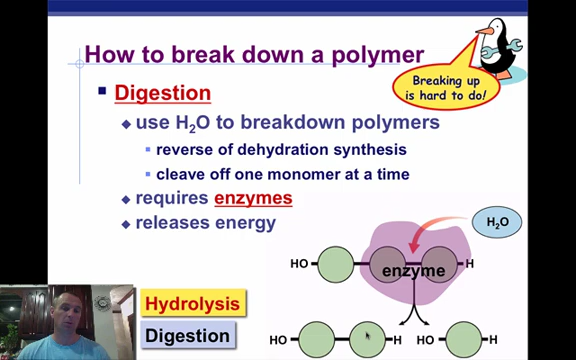 How to break down a polymer
Breaking up
is hard to do!
Digestion
use H₂O to breakdown polymers
reverse of dehydration synthesis
cleave off one monomer at a time
requires enzymes
releases energy
H₂O
HO
enzyme
H
Hydrolysis
Digestion
HO
H
HO
H